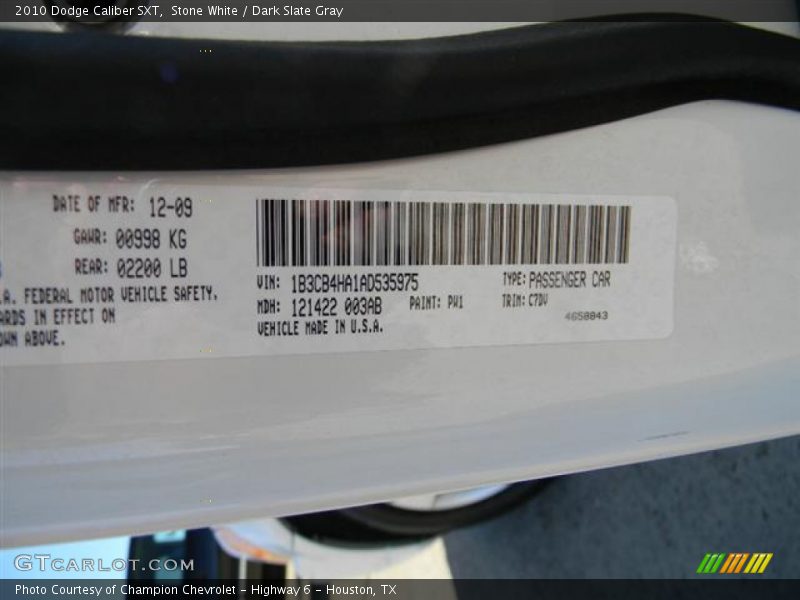 2010 Dodge Caliber SXT, Stone White / Dark Slate Gray
DATE OF MFR: 12-09
GAWR: 00998 KG
REAR: 02200 LB
.A. FEDERAL MOTOR VEHICLE SAFETY.
ARDS IN EFFECT ON
OWN ABOVE.
VIN: 1B3CB4HA1AD535975
TYPE: PASSENGER CAR
MDH: 121422 003AB
PAINT: PW1
TRIM: C7DV
VEHICLE MADE IN U.S.A.
4658843
GTCARLOT.COM
Photo Courtesy of Champion Chevrolet - Highway 6 - Houston, TX